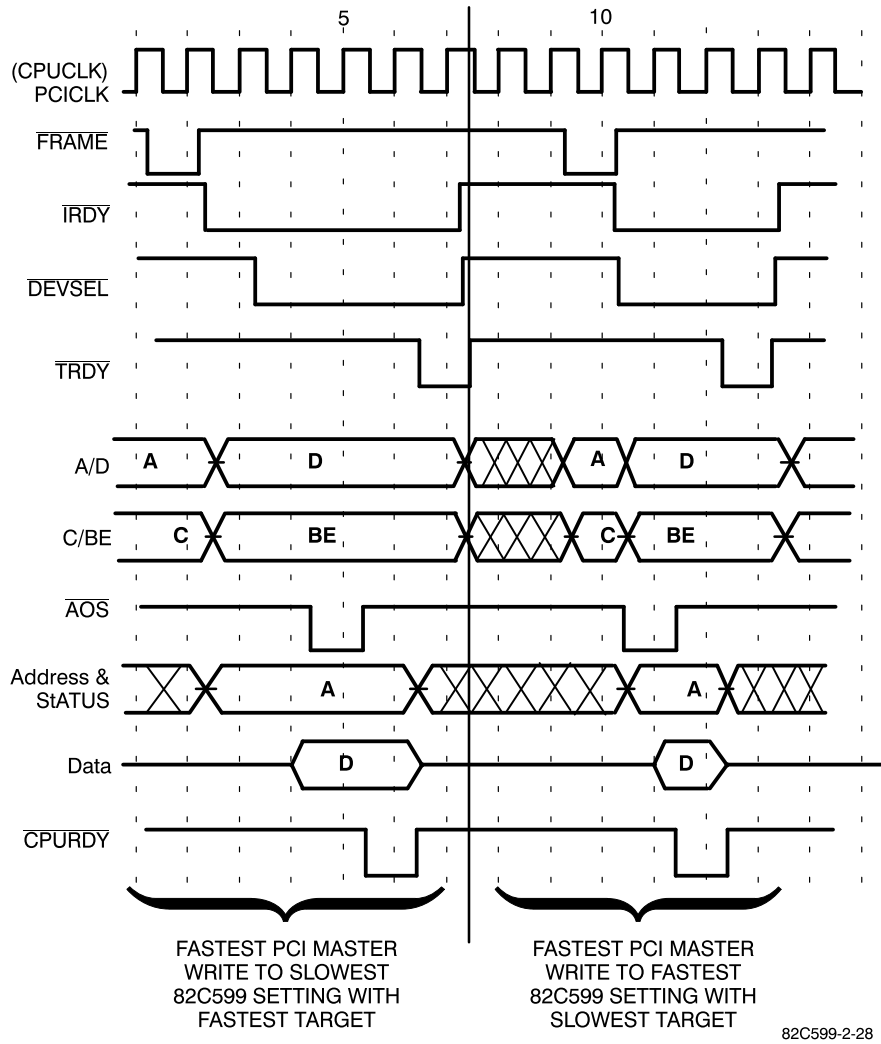 5 10
(CPUCLK)
PCICLK
FRAME
IRDY
DEVSEL
TRDY
A/D A D A D
C/BE C BE C BE
AOS
Address &
StATUS A A
Data D D
CPURDY
FASTEST PCI MASTER
WRITE TO SLOWEST
82C599 SETTING WITH
FASTEST TARGET
FASTEST PCI MASTER
WRITE TO FASTEST
82C599 SETTING WITH
SLOWEST TARGET
82C599-2-28